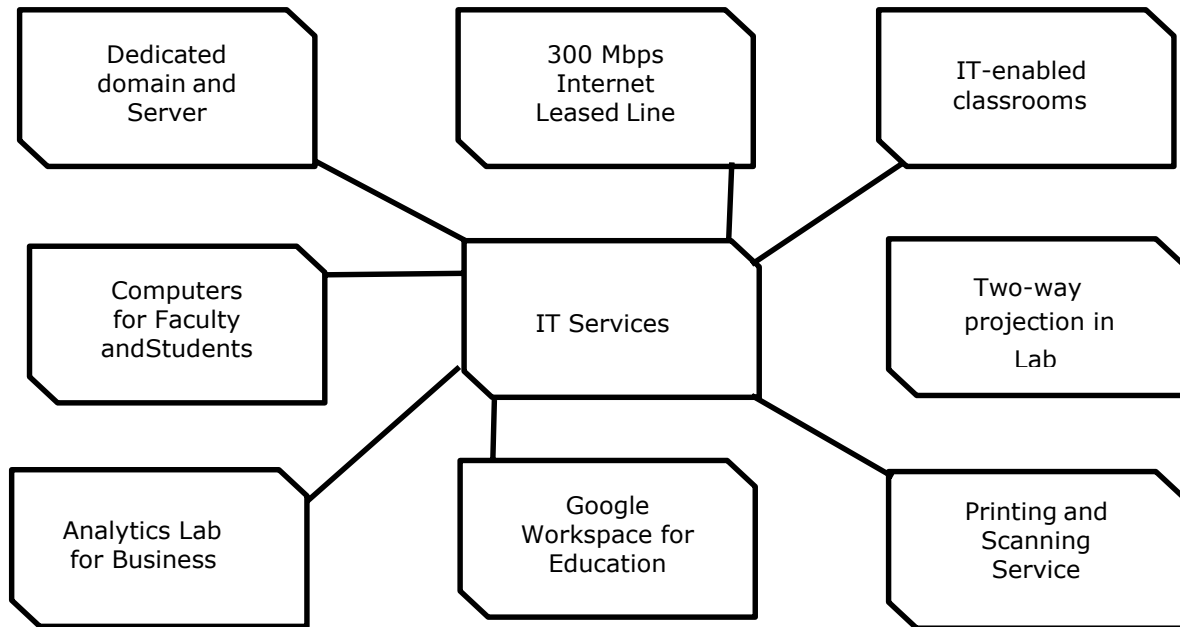 Dedicated
domain and
Server
300 Mbps
Internet
Leased Line
IT-enabled
classrooms
Computers
for Faculty
andStudents
IT Services
Two-way
projection in
Lab
Analytics Lab
for Business
Google
Workspace for
Education
Printing and
Scanning
Service